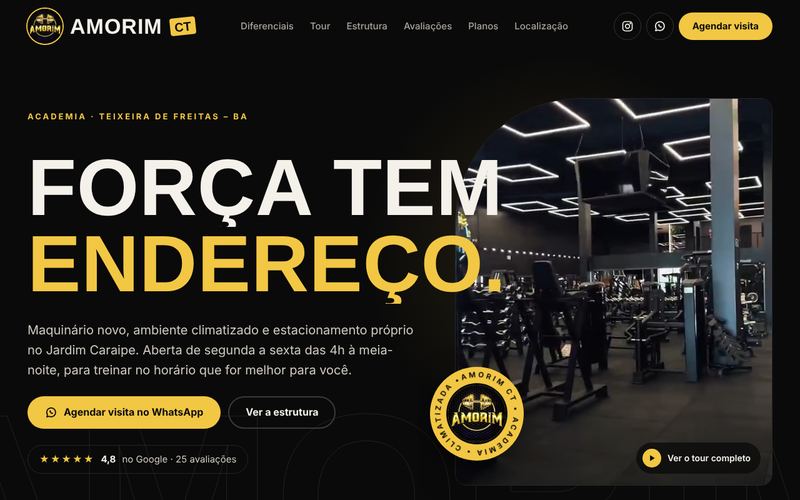 AMORIM
AMORIM CT
Diferenciais Tour Estrutura Avaliações Planos Localização
Agendar visita
ACADEMIA · TEIXEIRA DE FREITAS – BA
FORÇA TEM
ENDEREÇO.
Maquinário novo, ambiente climatizado e estacionamento próprio
no Jardim Caraipe. Aberta de segunda a sexta das 4h à meia-
noite, para treinar no horário que for melhor para você.
Agendar visita no WhatsApp
Ver a estrutura
★★★★★ 4,8 no Google · 25 avaliações
AMORIM CT • ACADEMIA • CLIMATIZADA •
AMORIM
Ver o tour completo